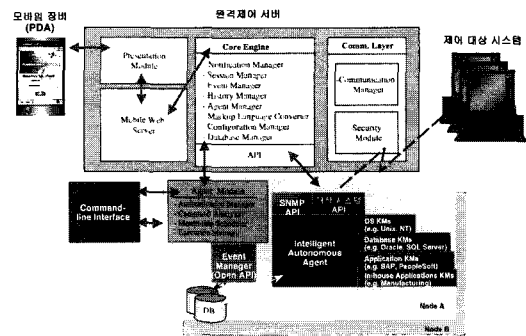 모바일 장비
(PDA)
원격제어 서버
제어 대상 시스템
Presentation
Module
Mobile Web
Server
Core Engine
Notification Manager
Session Manager
Event Manager
History Manager
Agent Manager
Markup Language Converter
Configuration Manager
Database Manager
API
Comm. Layer
Communication
Manager
Security
Module
Command-
line Interface
Event
Manager
(Open API)
DB
SNMP
API
API
Intelligent
Autonomous
Agent
OS KMs
(e.g. Unix, NT)
Database KMs
(e.g. Oracle, SQL Server)
Application KMs
(e.g. SAP, PeopleSoft)
In-house Applications KMs
(e.g. Manufacturing)
Node A
Node B